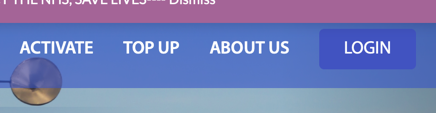 THE NHS, SAVE LIVES---- Dismiss
ACTIVATE TOP UP ABOUT US LOGIN